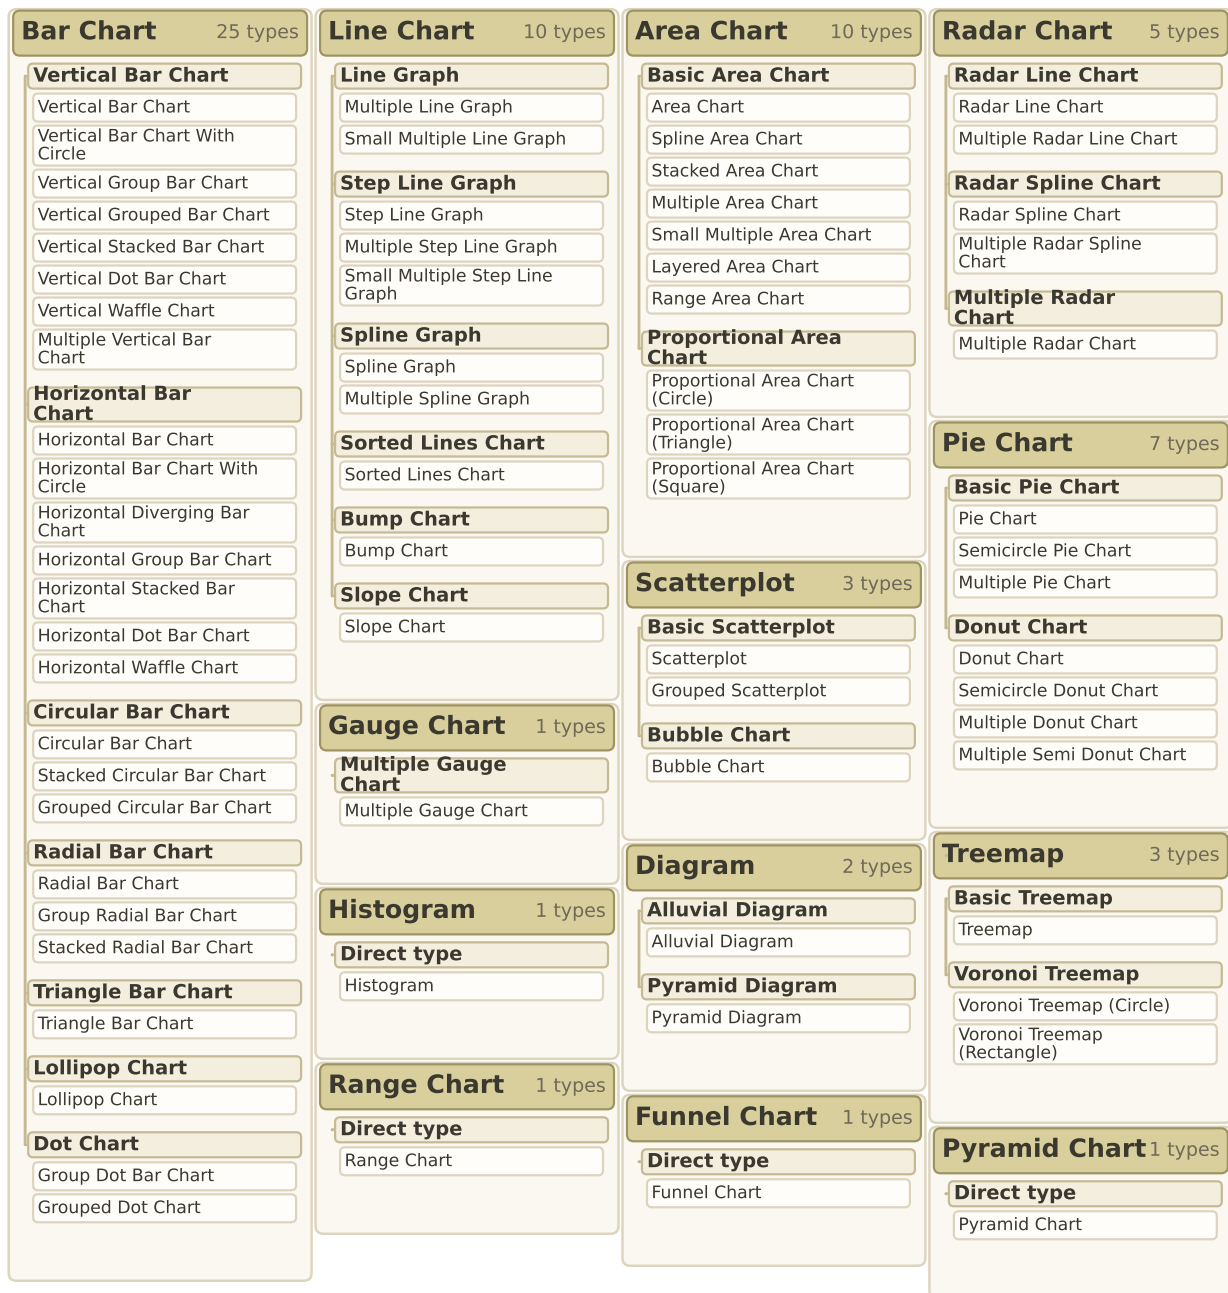 Bar Chart 25 types
Vertical Bar Chart
Vertical Bar Chart
Vertical Bar Chart With
Circle
Vertical Group Bar Chart
Vertical Grouped Bar Chart
Vertical Stacked Bar Chart
Vertical Dot Bar Chart
Vertical Waffle Chart
Multiple Vertical Bar
Chart
Horizontal Bar
Chart
Horizontal Bar Chart
Horizontal Bar Chart With
Circle
Horizontal Diverging Bar
Chart
Horizontal Group Bar Chart
Horizontal Stacked Bar
Chart
Horizontal Dot Bar Chart
Horizontal Waffle Chart
Circular Bar Chart
Circular Bar Chart
Stacked Circular Bar Chart
Grouped Circular Bar Chart
Radial Bar Chart
Radial Bar Chart
Group Radial Bar Chart
Stacked Radial Bar Chart
Triangle Bar Chart
Triangle Bar Chart
Lollipop Chart
Lollipop Chart
Dot Chart
Group Dot Bar Chart
Grouped Dot Chart
Line Chart 10 types
Line Graph
Multiple Line Graph
Small Multiple Line Graph
Step Line Graph
Step Line Graph
Multiple Step Line Graph
Small Multiple Step Line
Graph
Spline Graph
Spline Graph
Multiple Spline Graph
Sorted Lines Chart
Sorted Lines Chart
Bump Chart
Bump Chart
Slope Chart
Slope Chart
Gauge Chart 1 types
Multiple Gauge
Chart
Multiple Gauge Chart
Histogram 1 types
Direct type
Histogram
Range Chart 1 types
Direct type
Range Chart
Area Chart 10 types
Basic Area Chart
Area Chart
Spline Area Chart
Stacked Area Chart
Multiple Area Chart
Small Multiple Area Chart
Layered Area Chart
Range Area Chart
Proportional Area
Chart
Proportional Area Chart
(Circle)
Proportional Area Chart
(Triangle)
Proportional Area Chart
(Square)
Scatterplot 3 types
Basic Scatterplot
Scatterplot
Grouped Scatterplot
Bubble Chart
Bubble Chart
Diagram 2 types
Alluvial Diagram
Alluvial Diagram
Pyramid Diagram
Pyramid Diagram
Funnel Chart 1 types
Direct type
Funnel Chart
Radar Chart 5 types
Radar Line Chart
Radar Line Chart
Multiple Radar Line Chart
Radar Spline Chart
Radar Spline Chart
Multiple Radar Spline
Chart
Multiple Radar
Chart
Multiple Radar Chart
Pie Chart 7 types
Basic Pie Chart
Pie Chart
Semicircle Pie Chart
Multiple Pie Chart
Donut Chart
Donut Chart
Semicircle Donut Chart
Multiple Donut Chart
Multiple Semi Donut Chart
Treemap 3 types
Basic Treemap
Treemap
Voronoi Treemap
Voronoi Treemap (Circle)
Voronoi Treemap
(Rectangle)
Pyramid Chart 1 types
Direct type
Pyramid Chart